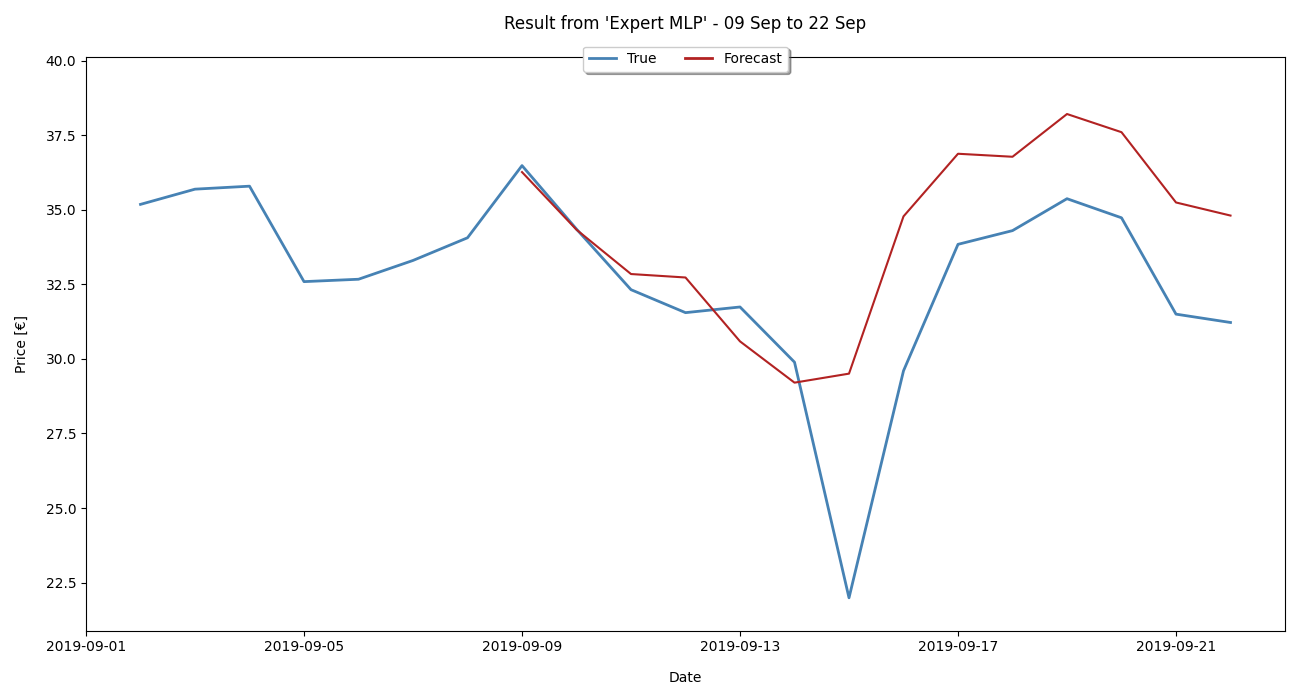 Result from 'Expert MLP' - 09 Sep to 22 Sep
True Forecast
40.0
37.5
35.0
32.5
30.0
27.5
25.0
22.5
Price [€]
2019-09-01 2019-09-05 2019-09-09 2019-09-13 2019-09-17 2019-09-21
Date